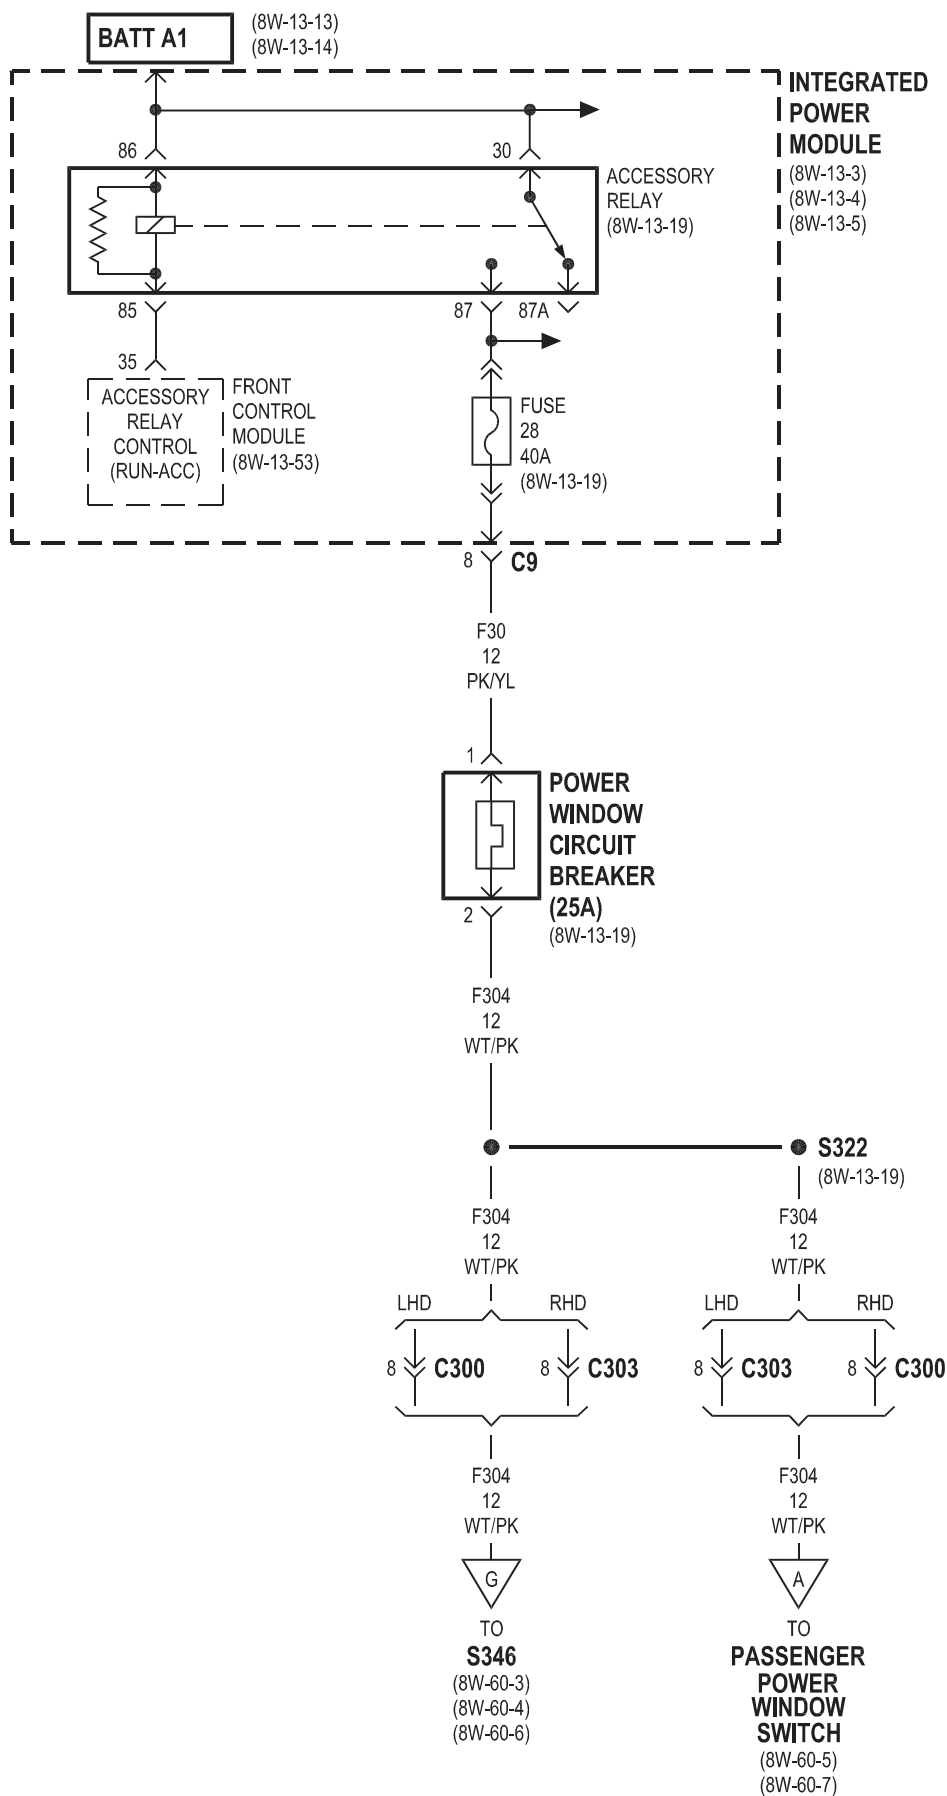 BATT A1
(8W-13-13)
(8W-13-14)
INTEGRATED
POWER
MODULE
(8W-13-3)
(8W-13-4)
(8W-13-5)
86
30
ACCESSORY
RELAY
(8W-13-19)
85
87
87A
35
ACCESSORY
RELAY
CONTROL
(RUN-ACC)
FRONT
CONTROL
MODULE
(8W-13-53)
FUSE
28
40A
(8W-13-19)
8
C9
F30
12
PK/YL
1
POWER
WINDOW
CIRCUIT
BREAKER
(25A)
(8W-13-19)
2
F304
12
WT/PK
S322
(8W-13-19)
F304
12
WT/PK
F304
12
WT/PK
LHD
RHD
LHD
RHD
8
C300
8
C303
8
C303
8
C300
F304
12
WT/PK
F304
12
WT/PK
G
A
TO
S346
(8W-60-3)
(8W-60-4)
(8W-60-6)
TO
PASSENGER
POWER
WINDOW
SWITCH
(8W-60-5)
(8W-60-7)